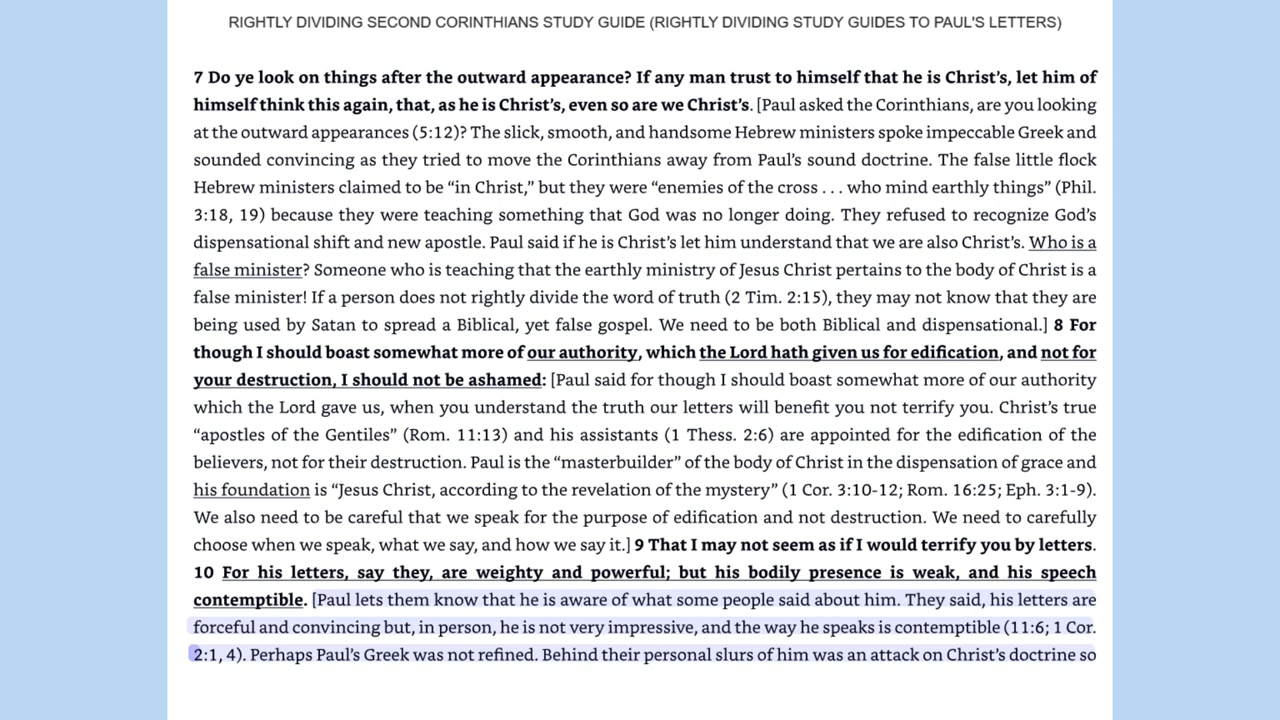 RIGHTLY DIVIDING SECOND CORINTHIANS STUDY GUIDE (RIGHTLY DIVIDING STUDY GUIDES TO PAUL'S LETTERS)
7 Do ye look on things after the outward appearance? If any man trust to himself that he is Christ’s, let him of
himself think this again, that, as he is Christ’s, even so are we Christ’s. [Paul asked the Corinthians, are you looking
at the outward appearances (5:12)? The slick, smooth, and handsome Hebrew ministers spoke impeccable Greek and
sounded convincing as they tried to move the Corinthians away from Paul’s sound doctrine. The false little flock
Hebrew ministers claimed to be “in Christ,” but they were “enemies of the cross . . . who mind earthly things” (Phil.
3:18, 19) because they were teaching something that God was no longer doing. They refused to recognize God’s
dispensational shift and new apostle. Paul said if he is Christ’s let him understand that we are also Christ’s. Who is a
false minister? Someone who is teaching that the earthly ministry of Jesus Christ pertains to the body of Christ is a
false minister! If a person does not rightly divide the word of truth (2 Tim. 2:15), they may not know that they are
being used by Satan to spread a Biblical, yet false gospel. We need to be both Biblical and dispensational.] 8 For
though I should boast somewhat more of our authority, which the Lord hath given us for edification, and not for
your destruction, I should not be ashamed: [Paul said for though I should boast somewhat more of our authority
which the Lord gave us, when you understand the truth our letters will benefit you not terrify you. Christ’s true
“apostles of the Gentiles” (Rom. 11:13) and his assistants (1 Thess. 2:6) are appointed for the edification of the
believers, not for their destruction. Paul is the “masterbuilder” of the body of Christ in the dispensation of grace and
his foundation is “Jesus Christ, according to the revelation of the mystery” (1 Cor. 3:10-12; Rom. 16:25; Eph. 3:1-9).
We also need to be careful that we speak for the purpose of edification and not destruction. We need to carefully
choose when we speak, what we say, and how we say it.] 9 That I may not seem as if I would terrify you by letters.
10 For his letters, say they, are weighty and powerful; but his bodily presence is weak, and his speech
contemptible. [Paul lets them know that he is aware of what some people said about him. They said, his letters are
forceful and convincing but, in person, he is not very impressive, and the way he speaks is contemptible (11:6; 1 Cor.
2:1, 4). Perhaps Paul’s Greek was not refined. Behind their personal slurs of him was an attack on Christ’s doctrine so